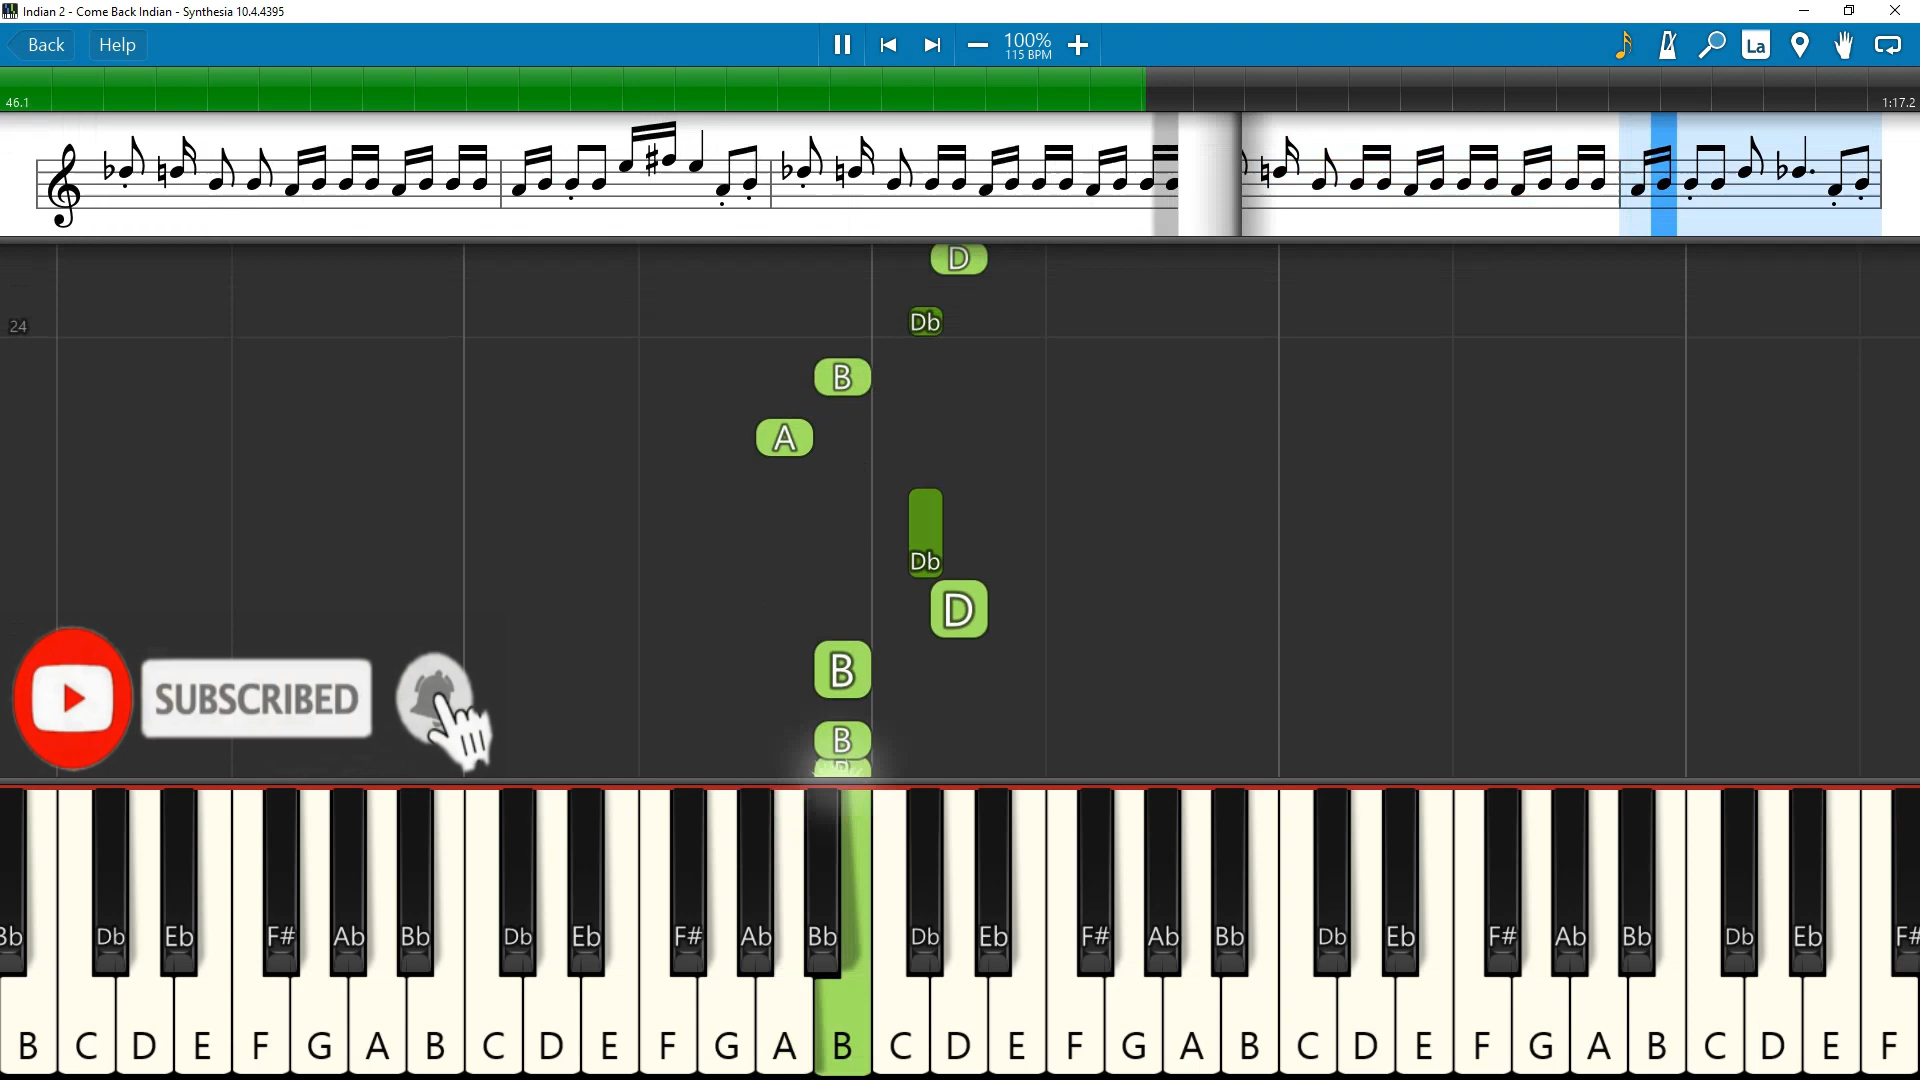 Indian 2 - Come Back Indian - Synthesia 10.4.4395
Back Help 100% La
115 BPM
46.1 1:17.2
D
24 Db
B
A
Db
D
B
SUBSCRIBED
B
B
Bb Db Eb F# Ab Bb Db Eb F# Ab Bb Db Eb F# Ab Bb Db Eb F# Ab Bb Db Eb F#
B C D E F G A B C D E F G A B C D E F G A B C D E F G A B C D E F